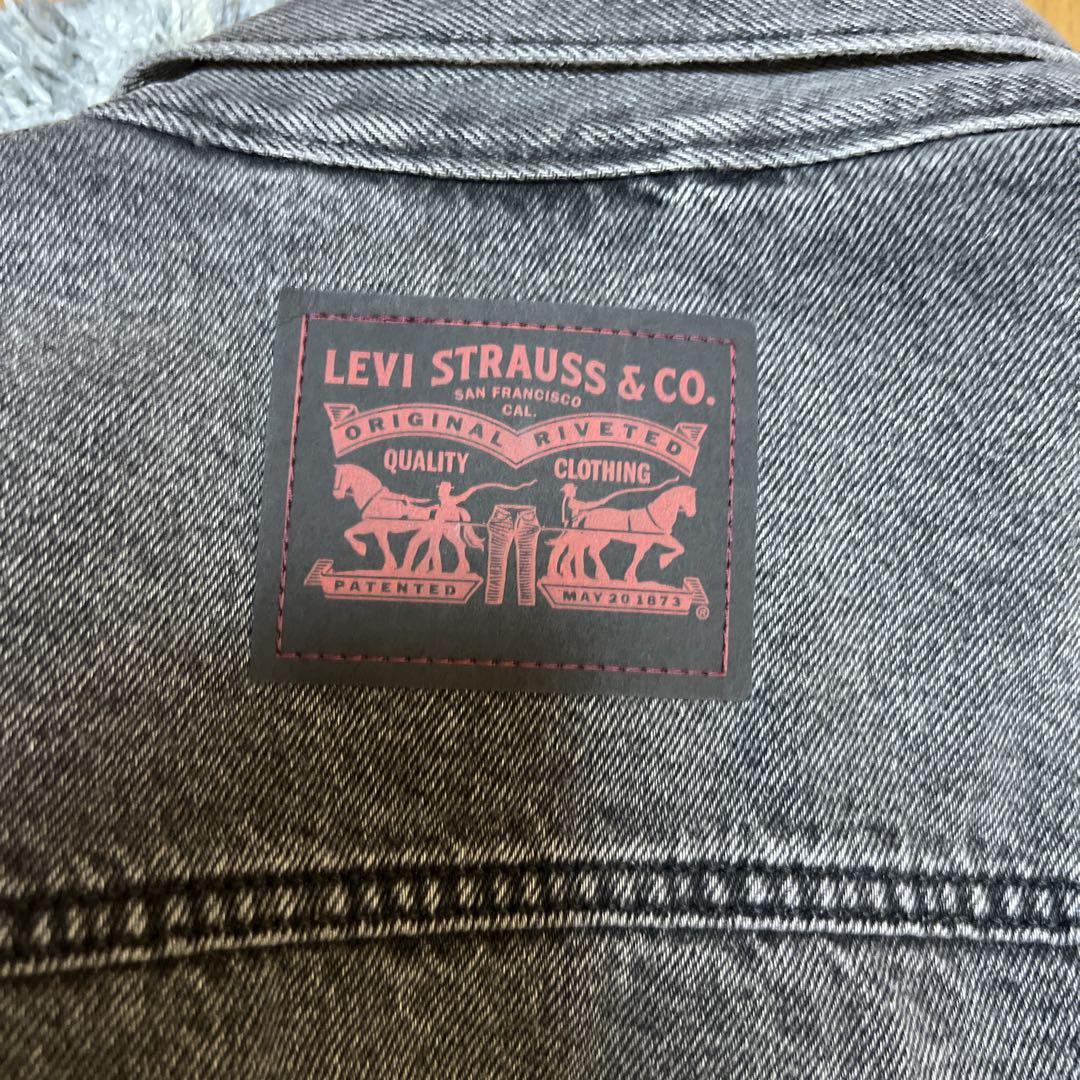 LEVI STRAUSS & CO.
SAN FRANCISCO
CAL.
ORIGINAL RIVETED
QUALITY CLOTHING
PATENTED MAY 20 1873 ®